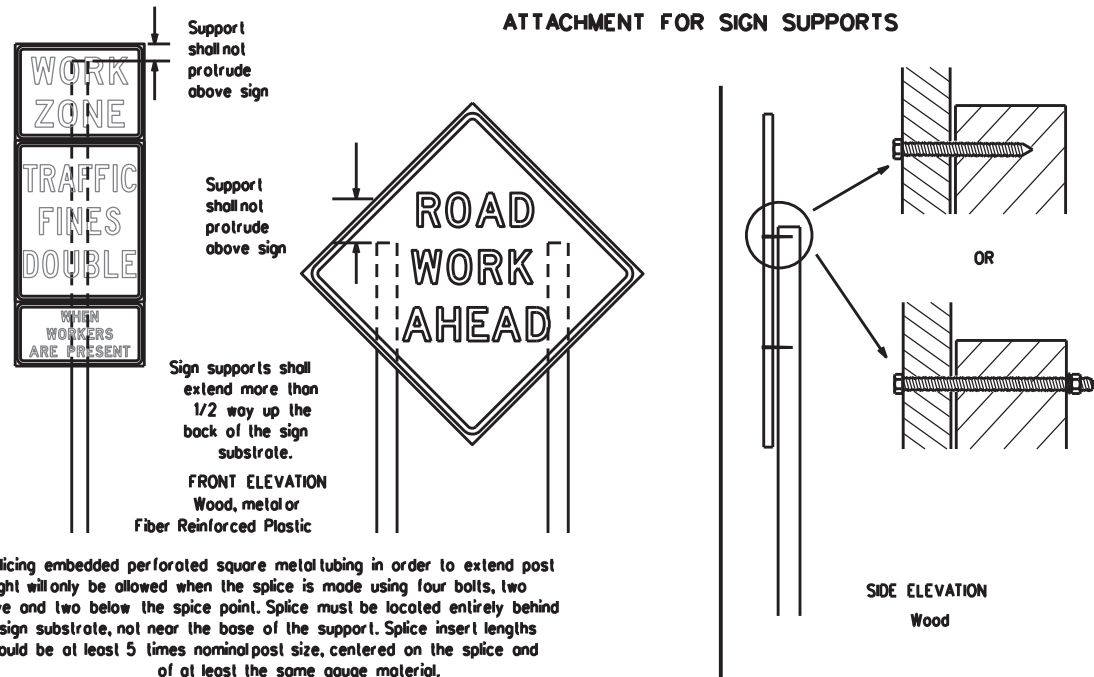 ATTACHMENT FOR SIGN SUPPORTS
Support
shall not
protrude
above sign
WORK
ZONE
TRAFFIC
FINES
DOUBLE
WHEN
WORKERS
ARE PRESENT
Support
shall not
protrude
above sign
ROAD
WORK
AHEAD
Sign supports shall
extend more than
1/2 way up the
back of the sign
substrate.
FRONT ELEVATION
Wood, metal or
Fiber Reinforced Plastic
embedded perforated square metal tubing in order to extend post
will only be allowed when the splice is made using four bolts, two
and two below the spice point. Splice must be located entirely behind
sign substrate, not near the base of the support. Splice insert lengths
be at least 5 times nominal post size, centered on the splice and
of at least the same gauge material.
OR
SIDE ELEVATION
Wood